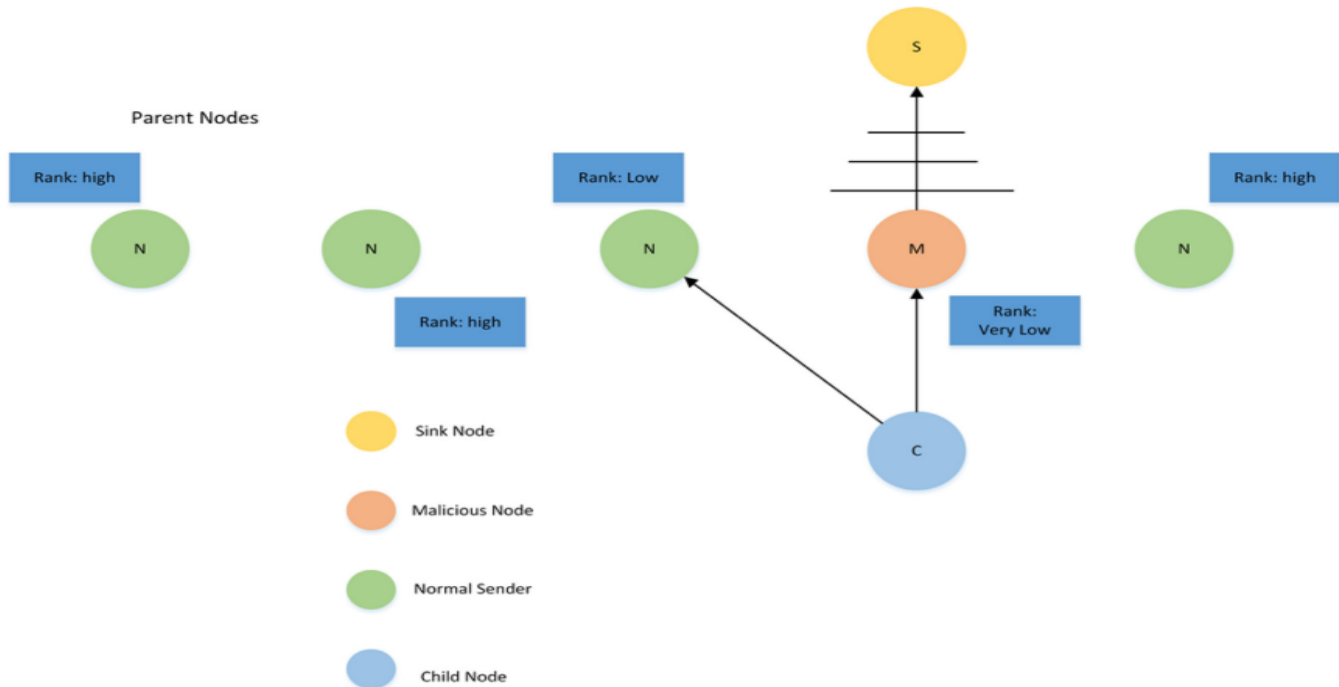 S
Parent Nodes
Rank: high
Rank: Low
Rank: high
N
N
N
M
N
Rank: high
Rank:
Very Low
C
Sink Node
Malicious Node
Normal Sender
Child Node